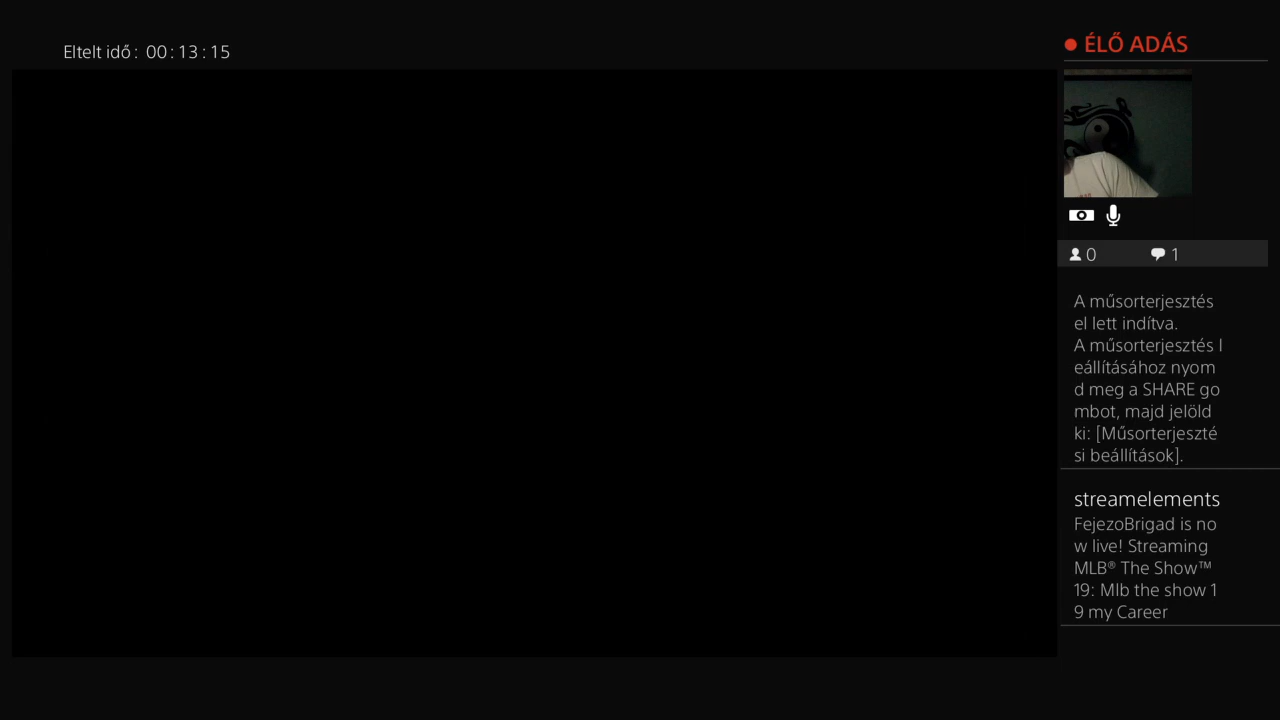 Eltelt idő: 00:13:15
ÉLŐ ADÁS
0
1
A műsorterjesztés
el lett indítva.
A műsorterjesztés l
eállításához nyom
d meg a SHARE go
mbot, majd jelöld
ki: [Műsorterjeszté
si beállítások].
streamelements
FejezoBrigad is no
w live! Streaming
MLB® The Show™
19: Mlb the show 1
9 my Career